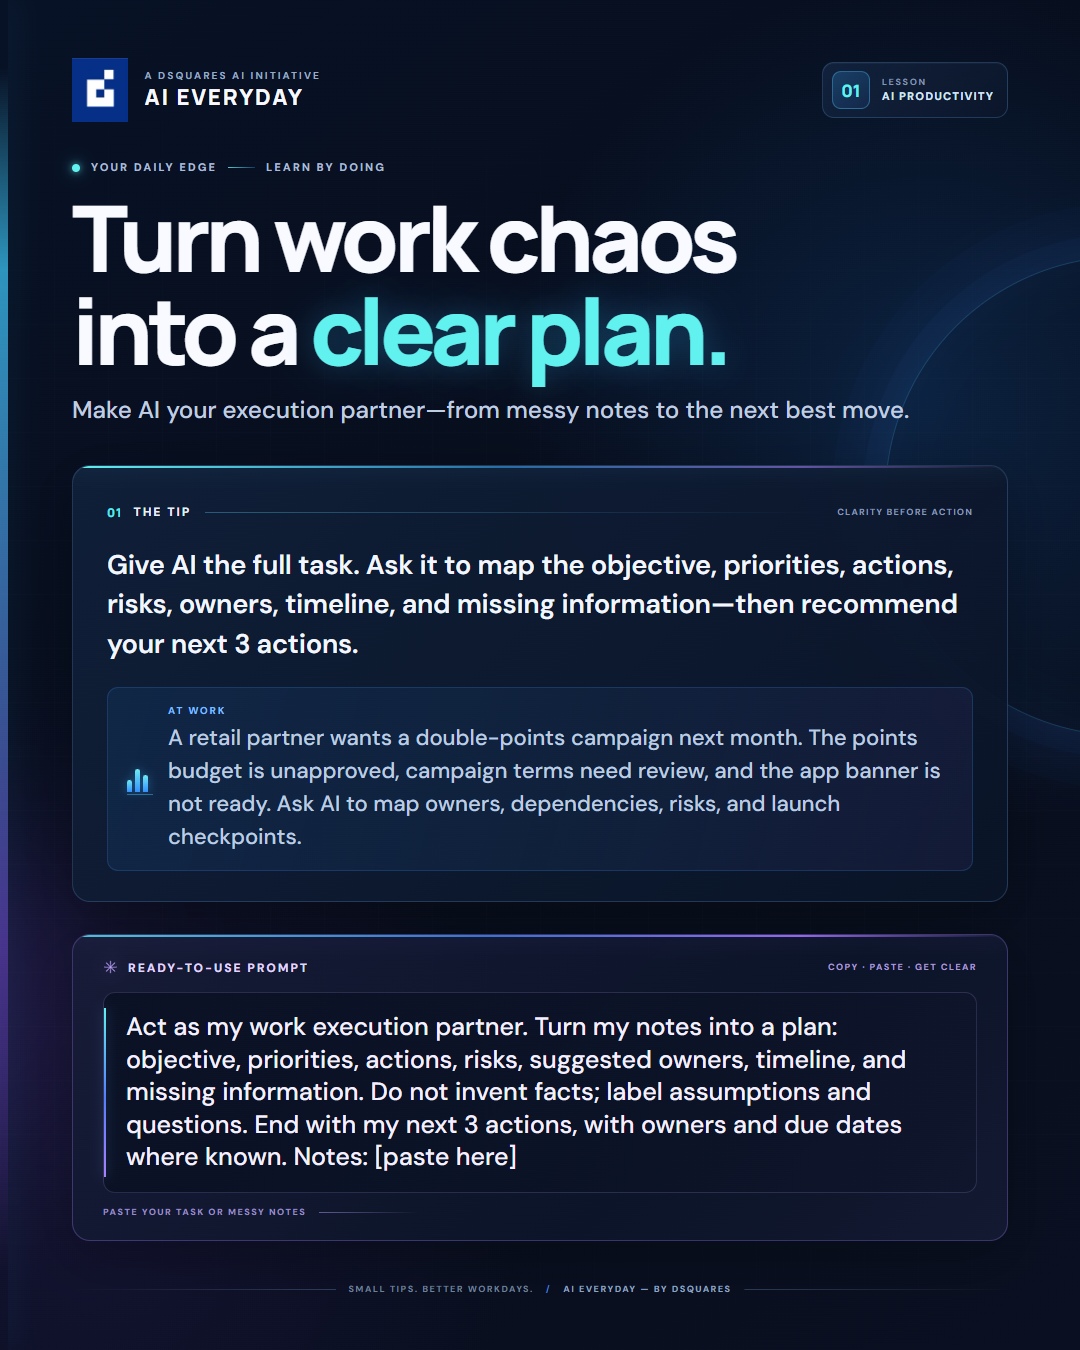 A DSQUARES AI INITIATIVE
AI EVERYDAY
01
LESSON
AI PRODUCTIVITY
YOUR DAILY EDGE
LEARN BY DOING
Turn work chaos
into a clear plan.
Make AI your execution partner—from messy notes to the next best move.
01 THE TIP
CLARITY BEFORE ACTION
Give AI the full task. Ask it to map the objective, priorities, actions,
risks, owners, timeline, and missing information—then recommend
your next 3 actions.
AT WORK
A retail partner wants a double-points campaign next month. The points
budget is unapproved, campaign terms need review, and the app banner is
not ready. Ask AI to map owners, dependencies, risks, and launch
checkpoints.
READY-TO-USE PROMPT
COPY · PASTE · GET CLEAR
Act as my work execution partner. Turn my notes into a plan:
objective, priorities, actions, risks, suggested owners, timeline, and
missing information. Do not invent facts; label assumptions and
questions. End with my next 3 actions, with owners and due dates
where known. Notes: [paste here]
PASTE YOUR TASK OR MESSY NOTES
SMALL TIPS. BETTER WORKDAYS. / AI EVERYDAY — BY DSQUARES